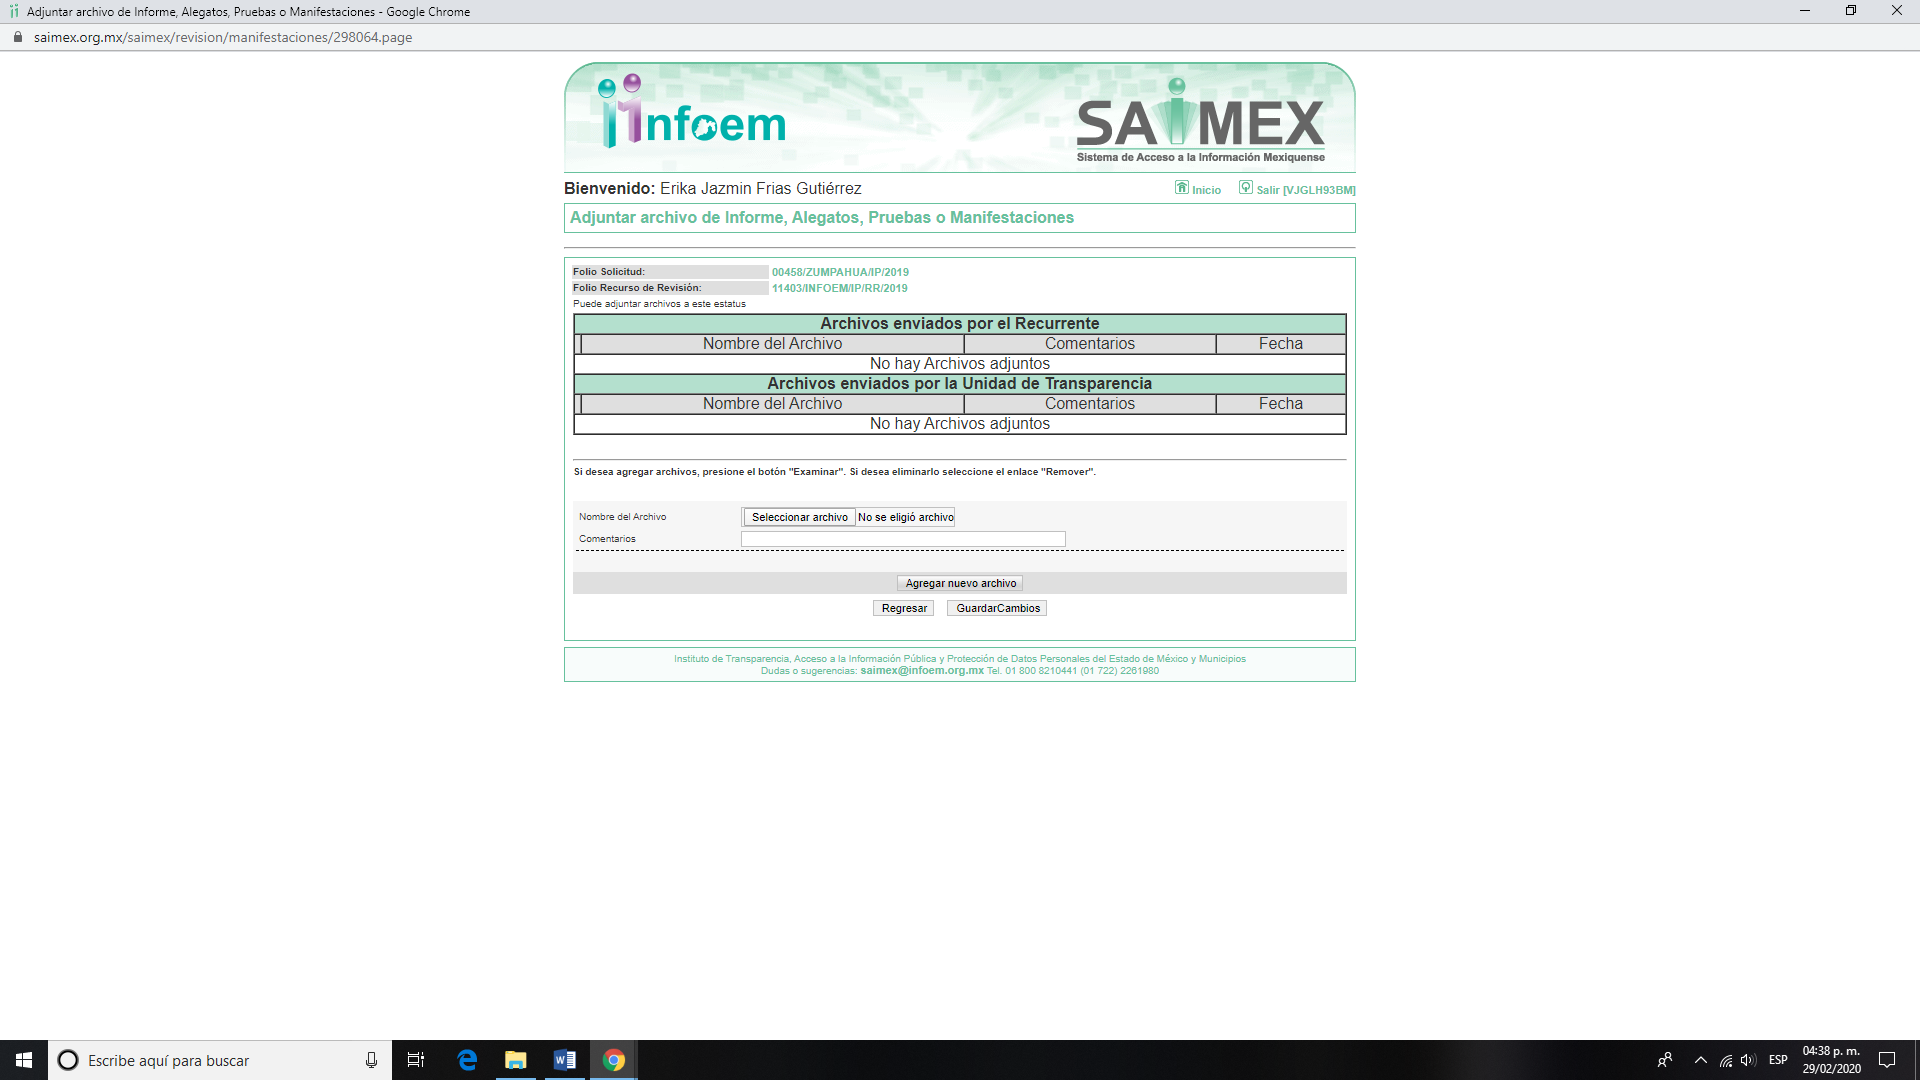 Adjuntar archivo de Informe, Alegatos, Pruebas o Manifestaciones - Google Chrome
saimex.org.mx/saimex/revision/manifestaciones/298064.page
infoem
SAIMEX
Sistema de Acceso a la Información Mexiquense
Bienvenido: Erika Jazmin Frias Gutiérrez
Inicio
Salir [VJGLH93BM]
Adjuntar archivo de Informe, Alegatos, Pruebas o Manifestaciones
Folio Solicitud: 00458/ZUMPAHUA/IP/2019
Folio Recurso de Revisión: 11403/INFOEM/IP/RR/2019
Puede adjuntar archivos a este estatus
Archivos enviados por el Recurrente
Nombre del Archivo Comentarios Fecha
No hay Archivos adjuntos
Archivos enviados por la Unidad de Transparencia
Nombre del Archivo Comentarios Fecha
No hay Archivos adjuntos
Si desea agregar archivos, presione el botón "Examinar". Si desea eliminarlo seleccione el enlace "Remover".
Nombre del Archivo Seleccionar archivo No se eligió archivo
Comentarios
Agregar nuevo archivo
Regresar GuardarCambios
Instituto de Transparencia, Acceso a la Información Pública y Protección de Datos Personales del Estado de México y Municipios
Dudas o sugerencias: saimex@infoem.org.mx Tel. 01 800 8210441 (01 722) 2261980
Escribe aquí para buscar
ESP
04:38 p. m.
29/02/2020